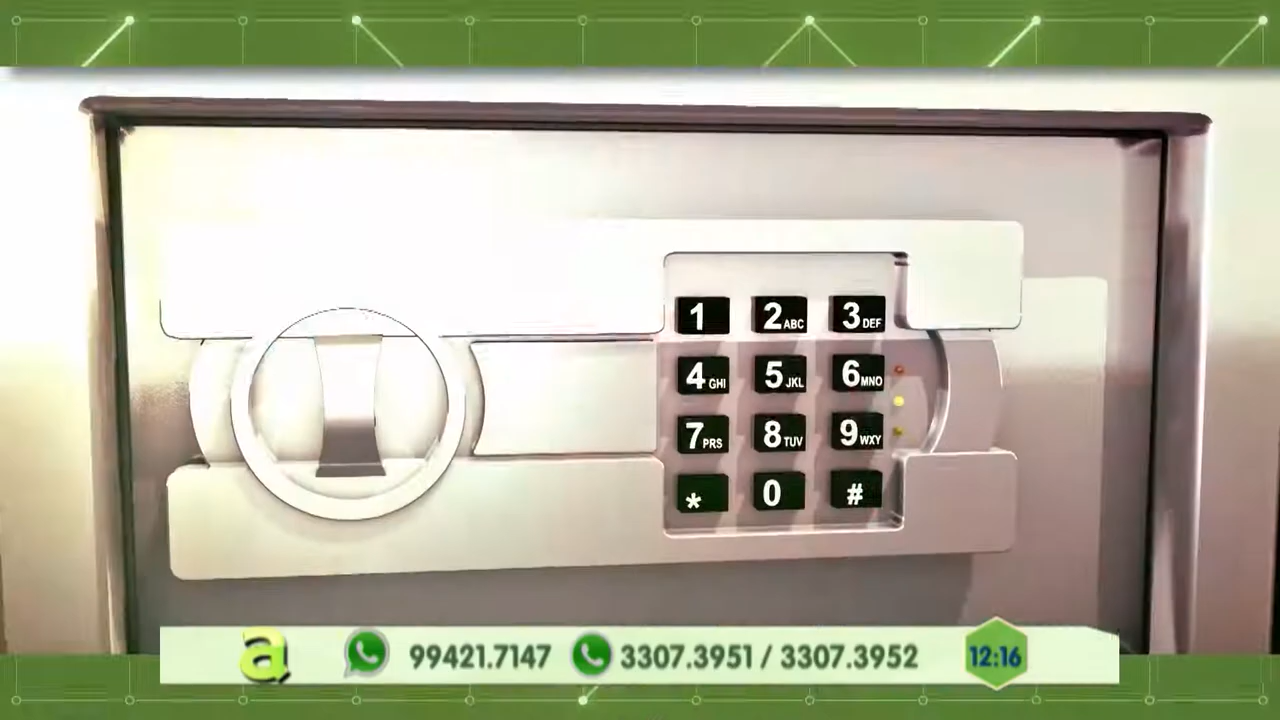 1 2ABC 3DEF
4GHI 5JKL 6MNO
7PRS 8TUV 9WXY
* 0 #
a 99421.7147 3307.3951 / 3307.3952 12:16